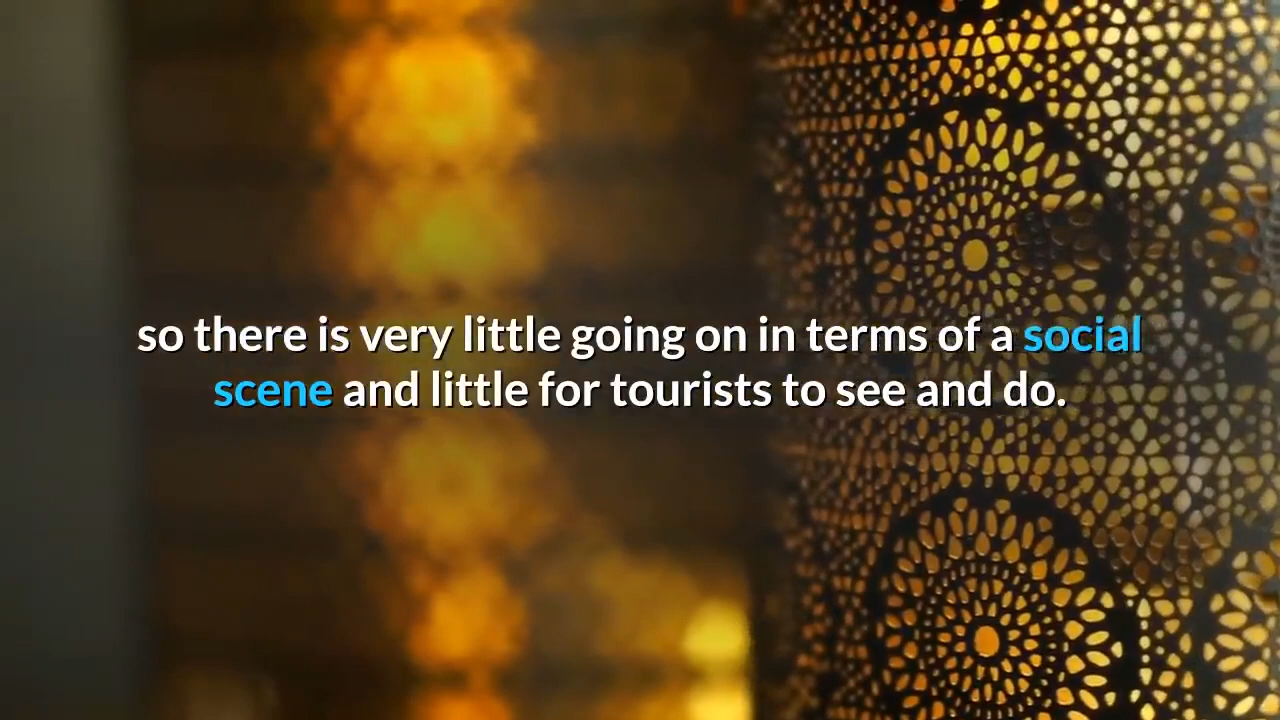 so there is very little going on in terms of a social
scene and little for tourists to see and do.